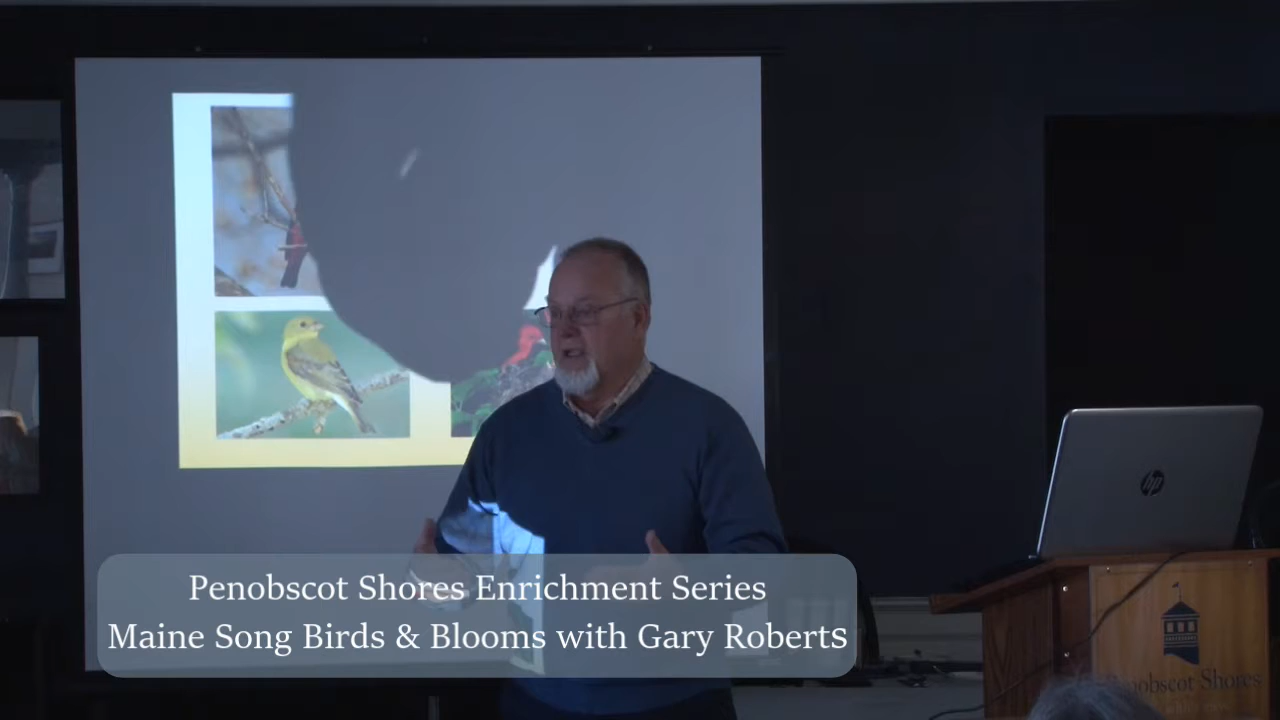 hp
Penobscot Shores Enrichment Series
Maine Song Birds & Blooms with Gary Roberts
nobscot Shores